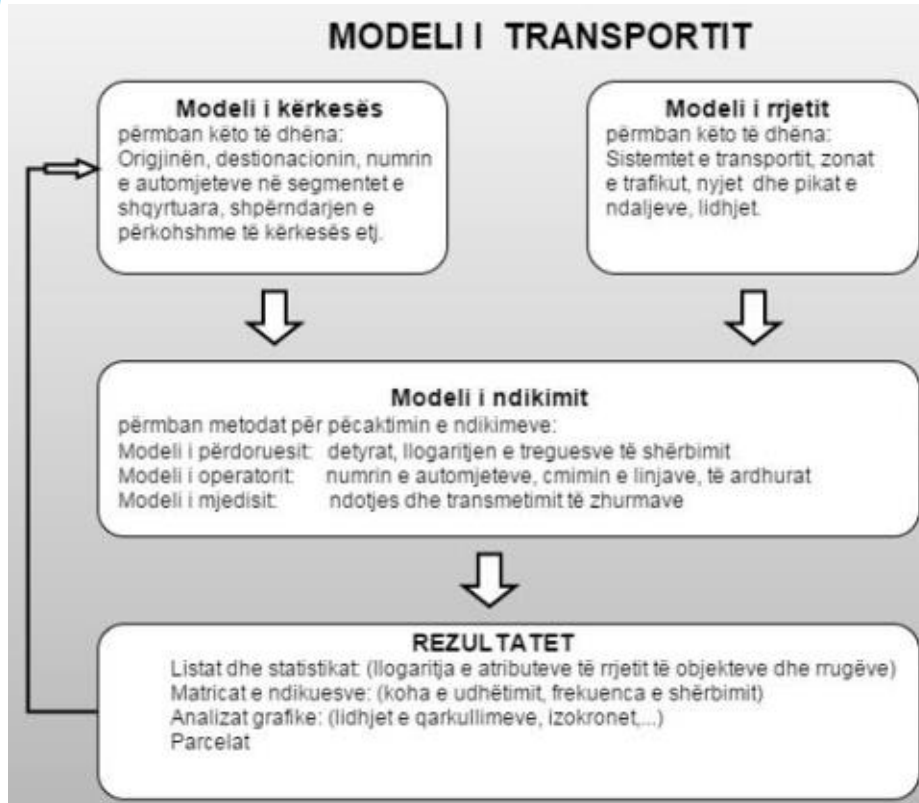 MODELI I TRANSPORTIT
Modeli i kërkesës
përmban këto të dhëna:
Origjinën, destionacionin, numrin
e automjeteve në segmentet e
shqyrtuara, shpërndarjen e
përkohshme të kërkesës etj.
Modeli i rrjetit
përmban këto të dhëna:
Sistemtet e transportit, zonat
e trafikut, nyjet dhe pikat e
ndaljeve, lidhjet.
Modeli i ndikimit
përmban metodat për pëcaktimin e ndikimeve:
Modeli i përdoruesit: detyrat, llogaritjen e treguesve të shërbimit
Modeli i operatorit: numrin e automjeteve, cmimin e linjave, të ardhurat
Modeli i mjedisit: ndotjes dhe transmetimit të zhurmave
REZULTATET
Listat dhe statistikat: (llogaritja e atributeve të rrjetit të objekteve dhe rrugëve)
Matricat e ndikuesve: (koha e udhëtimit, frekuenca e shërbimit)
Analizat grafike: (lidhjet e qarkullimeve, izokronet,...)
Parcelat